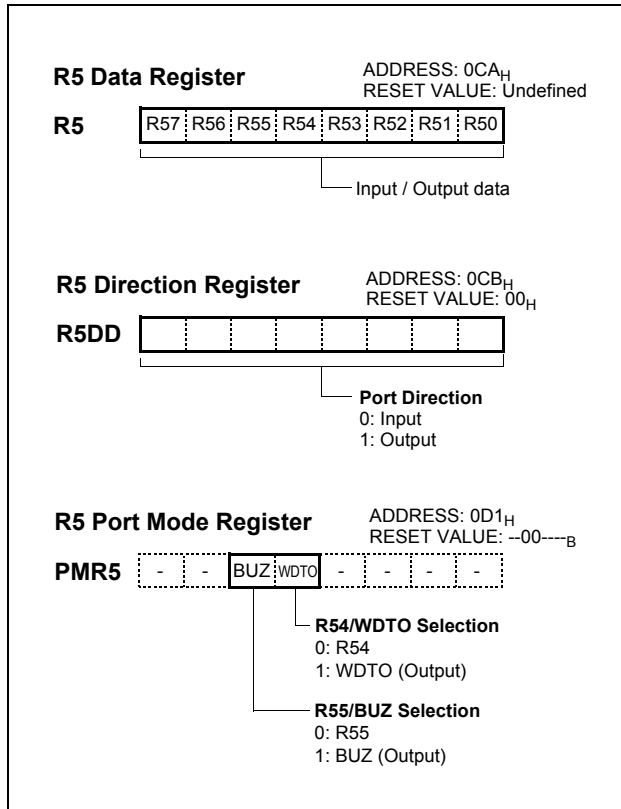 R5 Data Register
ADDRESS: 0CAH
RESET VALUE: Undefined
R5 R57 R56 R55 R54 R53 R52 R51 R50
Input / Output data
R5 Direction Register
ADDRESS: 0CBH
RESET VALUE: 00H
R5DD
Port Direction
0: Input
1: Output
R5 Port Mode Register
ADDRESS: 0D1H
RESET VALUE: --00----B
PMR5 - - BUZ WDTO - - - -
R54/WDTO Selection
0: R54
1: WDTO (Output)
R55/BUZ Selection
0: R55
1: BUZ (Output)